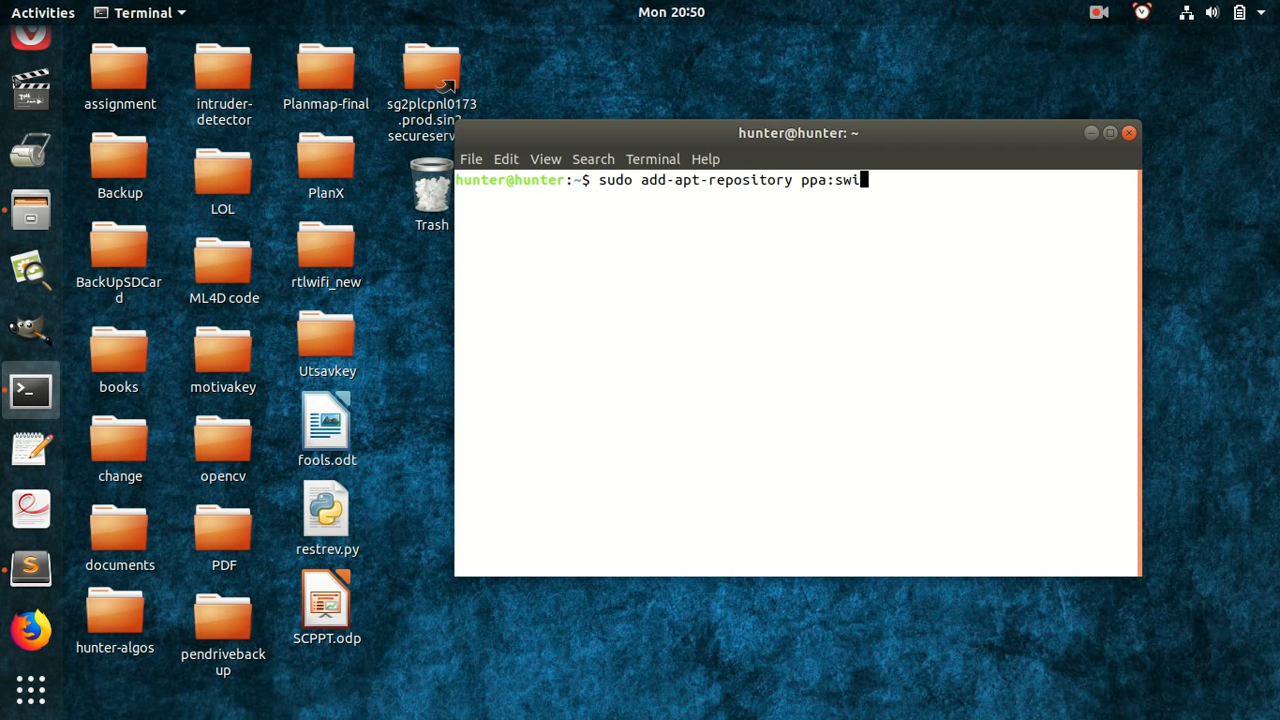 Activities
Terminal
Mon 20:50
assignment
intruder-
detector
Planmap-final
sg2plcpnl0173
.prod.sin2
secureserv
Backup
LOL
PlanX
Trash
BackUpSDCar
d
ML4D code
rtlwifi_new
books
motivakey
Utsavkey
change
opencv
fools.odt
documents
PDF
restrev.py
hunter-algos
pendriveback
up
SCPPT.odp
hunter@hunter: ~
File Edit View Search Terminal Help
hunter@hunter:~$ sudo add-apt-repository ppa:swi